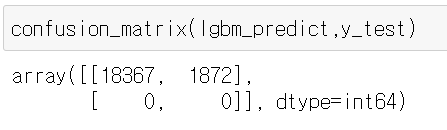 confusion_matrix(lgbm_predict,y_test)
array([[18367, 1872],
[ 0, 0]], dtype=int64)